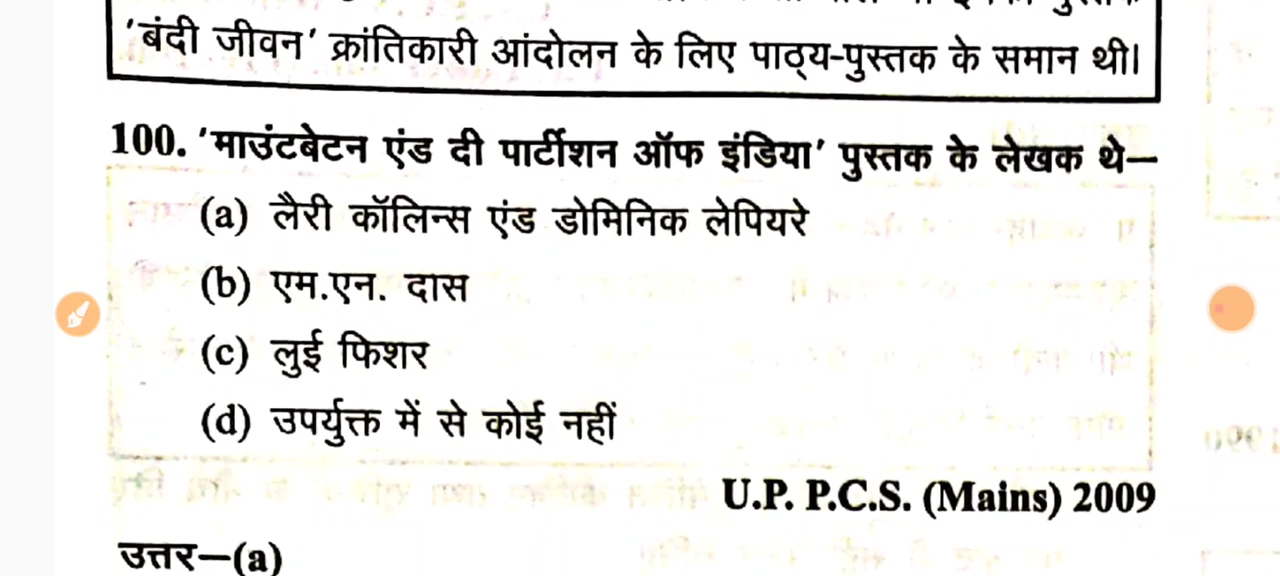 'बंदी जीवन' क्रांतिकारी आंदोलन के लिए पाठ्य-पुस्तक के समान थी।
100. 'माउंटबेटन एंड दी पार्टीशन ऑफ इंडिया' पुस्तक के लेखक थे–
(a) लैरी कॉलिन्स एंड डोमिनिक लेपियरे
(b) एम.एन. दास
(c) लुई फिशर
(d) उपर्युक्त में से कोई नहीं
U.P. P.C.S. (Mains) 2009
उत्तर–(a)